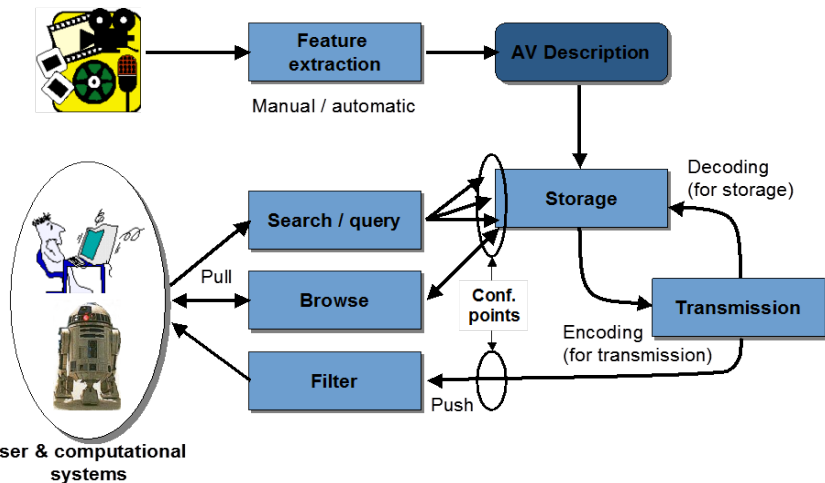 Feature
extraction
AV Description
Manual / automatic
Decoding
(for storage)
Storage
Search / query
Pull
Browse
Conf.
points
Transmission
Encoding
(for transmission)
Filter
Push
ser & computational
systems